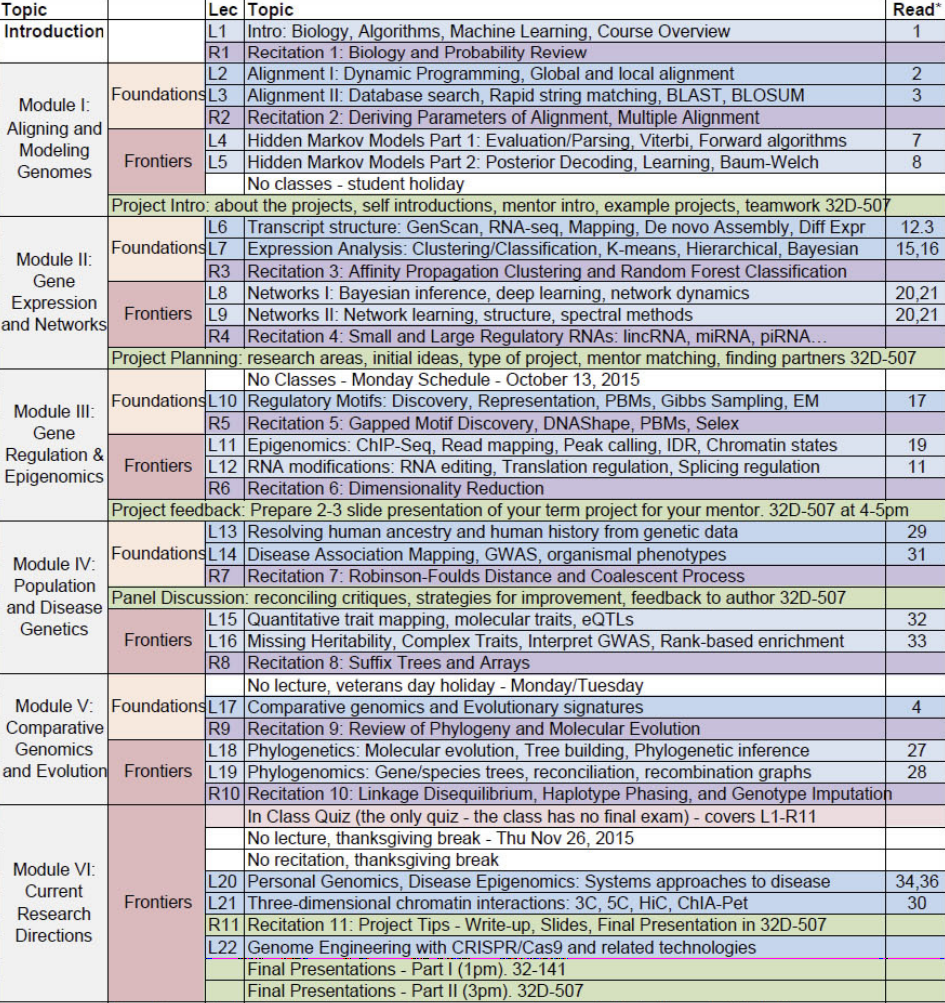 Topic Lec Topic Read*
Introduction
L1 Intro: Biology, Algorithms, Machine Learning, Course Overview 1
R1 Recitation 1: Biology and Probability Review
Module I:
Aligning and
Modeling
Genomes
Foundations
L2 Alignment I: Dynamic Programming, Global and local alignment 2
L3 Alignment II: Database search, Rapid string matching, BLAST, BLOSUM 3
R2 Recitation 2: Deriving Parameters of Alignment, Multiple Alignment
Frontiers
L4 Hidden Markov Models Part 1: Evaluation/Parsing, Viterbi, Forward algorithms 7
L5 Hidden Markov Models Part 2: Posterior Decoding, Learning, Baum-Welch 8
No classes - student holiday
Project Intro: about the projects, self introductions, mentor intro, example projects, teamwork 32D-507
Module II:
Gene
Expression
and Networks
Foundations
L6 Transcript structure: GenScan, RNA-seq, Mapping, De novo Assembly, Diff Expr 12.3
L7 Expression Analysis: Clustering/Classification, K-means, Hierarchical, Bayesian 15,16
R3 Recitation 3: Affinity Propagation Clustering and Random Forest Classification
Frontiers
L8 Networks I: Bayesian inference, deep learning, network dynamics 20,21
L9 Networks II: Network learning, structure, spectral methods 20,21
R4 Recitation 4: Small and Large Regulatory RNAs: lincRNA, miRNA, piRNA...
Project Planning: research areas, initial ideas, type of project, mentor matching, finding partners 32D-507
Module III:
Gene
Regulation &
Epigenomics
Foundations
No Classes - Monday Schedule - October 13, 2015
L10 Regulatory Motifs: Discovery, Representation, PBMs, Gibbs Sampling, EM 17
R5 Recitation 5: Gapped Motif Discovery, DNAShape, PBMs, Selex
Frontiers
L11 Epigenomics: ChIP-Seq, Read mapping, Peak calling, IDR, Chromatin states 19
L12 RNA modifications: RNA editing, Translation regulation, Splicing regulation 11
R6 Recitation 6: Dimensionality Reduction
Project feedback: Prepare 2-3 slide presentation of your term project for your mentor. 32D-507 at 4-5pm
Module IV:
Population
and Disease
Genetics
Foundations
L13 Resolving human ancestry and human history from genetic data 29
L14 Disease Association Mapping, GWAS, organismal phenotypes 31
R7 Recitation 7: Robinson-Foulds Distance and Coalescent Process
Panel Discussion: reconciling critiques, strategies for improvement, feedback to author 32D-507
Frontiers
L15 Quantitative trait mapping, molecular traits, eQTLs 32
L16 Missing Heritability, Complex Traits, Interpret GWAS, Rank-based enrichment 33
R8 Recitation 8: Suffix Trees and Arrays
Module V:
Comparative
Genomics
and Evolution
Foundations
No lecture, veterans day holiday - Monday/Tuesday
L17 Comparative genomics and Evolutionary signatures 4
R9 Recitation 9: Review of Phylogeny and Molecular Evolution
Frontiers
L18 Phylogenetics: Molecular evolution, Tree building, Phylogenetic inference 27
L19 Phylogenomics: Gene/species trees, reconciliation, recombination graphs 28
R10 Recitation 10: Linkage Disequilibrium, Haplotype Phasing, and Genotype Imputation
Module VI:
Current
Research
Directions
Frontiers
In Class Quiz (the only quiz - the class has no final exam) - covers L1-R11
No lecture, thanksgiving break - Thu Nov 26, 2015
No recitation, thanksgiving break
L20 Personal Genomics, Disease Epigenomics: Systems approaches to disease 34,36
L21 Three-dimensional chromatin interactions: 3C, 5C, HiC, ChIA-Pet 30
R11 Recitation 11: Project Tips - Write-up, Slides, Final Presentation in 32D-507
L22 Genome Engineering with CRISPR/Cas9 and related technologies
Final Presentations - Part I (1pm). 32-141
Final Presentations - Part II (3pm). 32D-507